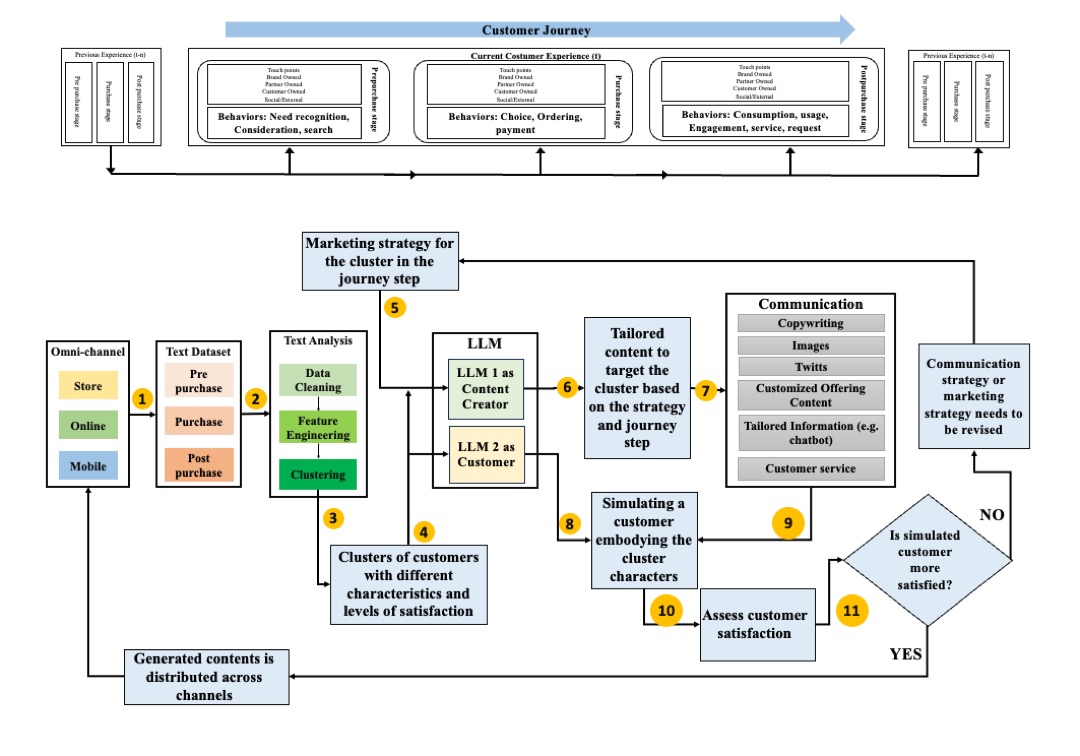 Customer Journey
Previous Experience (t-n)
Pre purchase stage
Purchase stage
Post purchase stage
Current Costumer Experience (t)
Touch points
Brand Owned
Partner Owned
Customer Owned
Social/External
Behaviors: Need recognition,
Consideration, search
Prepurchase stage
Touch points
Brand Owned
Partner Owned
Customer Owned
Social/External
Behaviors: Choice, Ordering,
payment
Purchase stage
Touch points
Brand Owned
Partner Owned
Customer Owned
Social/External
Behaviors: Consumption, usage,
Engagement, service, request
Postpurchase stage
Previous Experience (t-n)
Pre purchase stage
Purchase stage
Post purchase stage
Marketing strategy for
the cluster in the
journey step
5
Omni-channel
Store
Online
Mobile
1
Text Dataset
Pre
purchase
Purchase
Post
purchase
2
Text Analysis
Data
Cleaning
Feature
Engineering
Clustering
3
Clusters of customers
with different
characteristics and
levels of satisfaction
4
LLM
LLM 1 as
Content
Creator
LLM 2 as
Customer
6
Tailored
content to
target the
cluster based
on the strategy
and journey
step
7
Communication
Copywriting
Images
Twitts
Customized Offering
Content
Tailored Information (e.g.
chatbot)
Customer service
8
Simulating a
customer
embodying the
cluster
characters
9
10
Assess customer
satisfaction
11
Is simulated
customer
more
satisfied?
NO
Communication
strategy or
marketing
strategy needs to
be revised
YES
Generated contents is
distributed across
channels